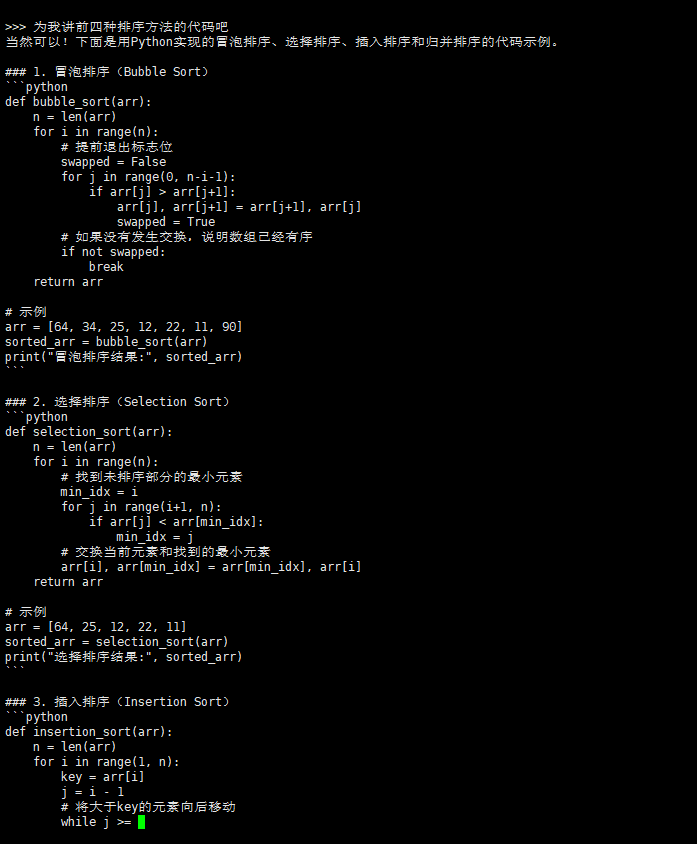 >>> 为我讲前四种排序方法的代码吧
当然可以！下面是用Python实现的冒泡排序、选择排序、插入排序和归并排序的代码示例。
### 1. 冒泡排序（Bubble Sort）
```python
def bubble_sort(arr):
    n = len(arr)
    for i in range(n):
        # 提前退出标志位
        swapped = False
        for j in range(0, n-i-1):
            if arr[j] > arr[j+1]:
                arr[j], arr[j+1] = arr[j+1], arr[j]
                swapped = True
        # 如果没有发生交换，说明数组已经有序
        if not swapped:
            break
    return arr
# 示例
arr = [64, 34, 25, 12, 22, 11, 90]
sorted_arr = bubble_sort(arr)
print("冒泡排序结果:", sorted_arr)
```
### 2. 选择排序（Selection Sort）
```python
def selection_sort(arr):
    n = len(arr)
    for i in range(n):
        # 找到未排序部分的最小元素
        min_idx = i
        for j in range(i+1, n):
            if arr[j] < arr[min_idx]:
                min_idx = j
        # 交换当前元素和找到的最小元素
        arr[i], arr[min_idx] = arr[min_idx], arr[i]
    return arr
# 示例
arr = [64, 25, 12, 22, 11]
sorted_arr = selection_sort(arr)
print("选择排序结果:", sorted_arr)
```
### 3. 插入排序（Insertion Sort）
```python
def insertion_sort(arr):
    n = len(arr)
    for i in range(1, n):
        key = arr[i]
        j = i - 1
        # 将大于key的元素向后移动
        while j >=